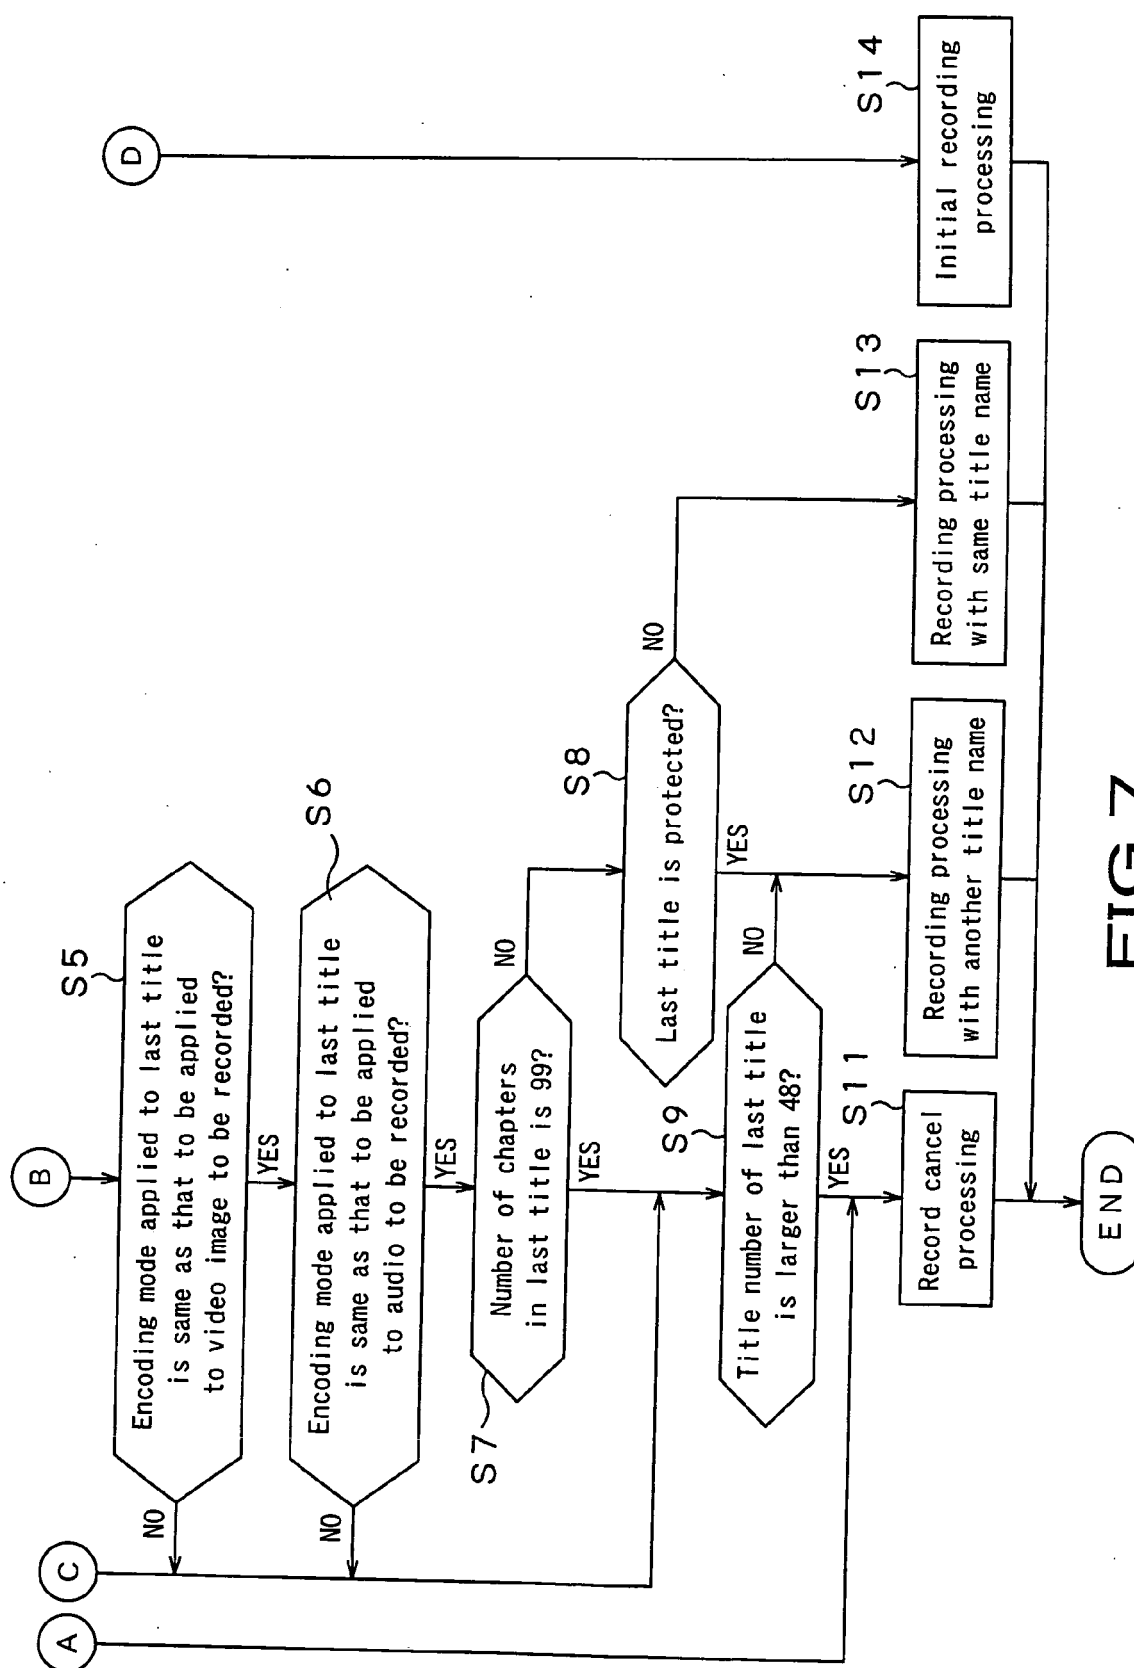 A
C
B
D
S5
Encoding mode applied to last title
is same as that to be applied
to video image to be recorded?
NO
YES
S6
Encoding mode applied to last title
is same as that to be applied
to audio to be recorded?
NO
YES
S7
Number of chapters
in last title is 99?
NO
YES
S8
Last title is protected?
NO
YES
S9
Title number of last title
is larger than 48?
NO
YES
S11
Record cancel
processing
S12
Recording processing
with another title name
S13
Recording processing
with same title name
S14
Initial recording
processing
END
FIG.7